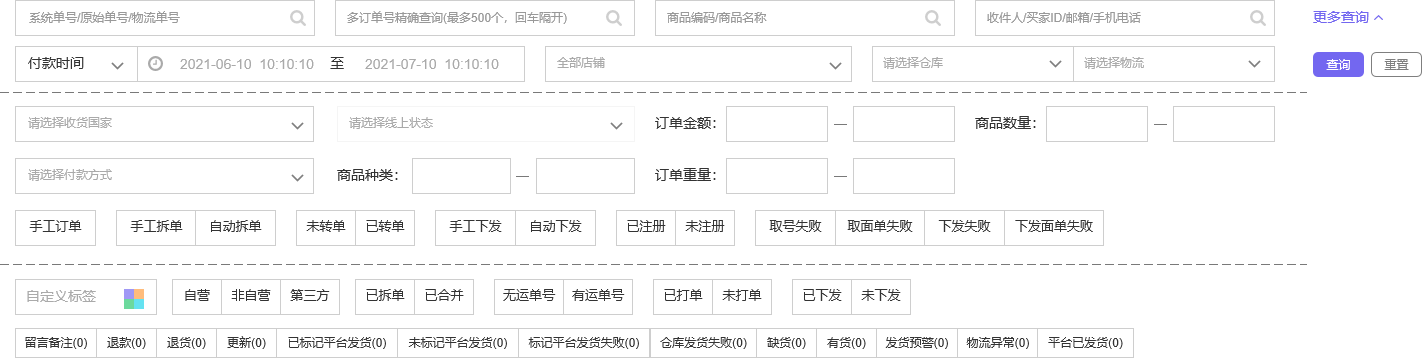 系统单号/原始单号/物流单号 多订单号精确查询(最多500个，回车隔开) 商品编码/商品名称 收件人/买家ID/邮箱/手机电话 更多查询
付款时间 2021-06-10 10:10:10 至 2021-07-10 10:10:10 全部店铺 请选择仓库 请选择物流 查询 重置
请选择收货国家 请选择线上状态 订单金额： — 商品数量： —
请选择付款方式 商品种类： — 订单重量： —
手工订单 手工拆单 自动拆单 未转单 已转单 手工下发 自动下发 已注册 未注册 取号失败 取面单失败 下发失败 下发面单失败
自定义标签 自营 非自营 第三方 已拆单 已合并 无运单号 有运单号 已打单 未打单 已下发 未下发
留言备注(0) 退款(0) 退货(0) 更新(0) 已标记平台发货(0) 未标记平台发货(0) 标记平台发货失败(0) 仓库发货失败(0) 缺货(0) 有货(0) 发货预警(0) 物流异常(0) 平台已发货(0)